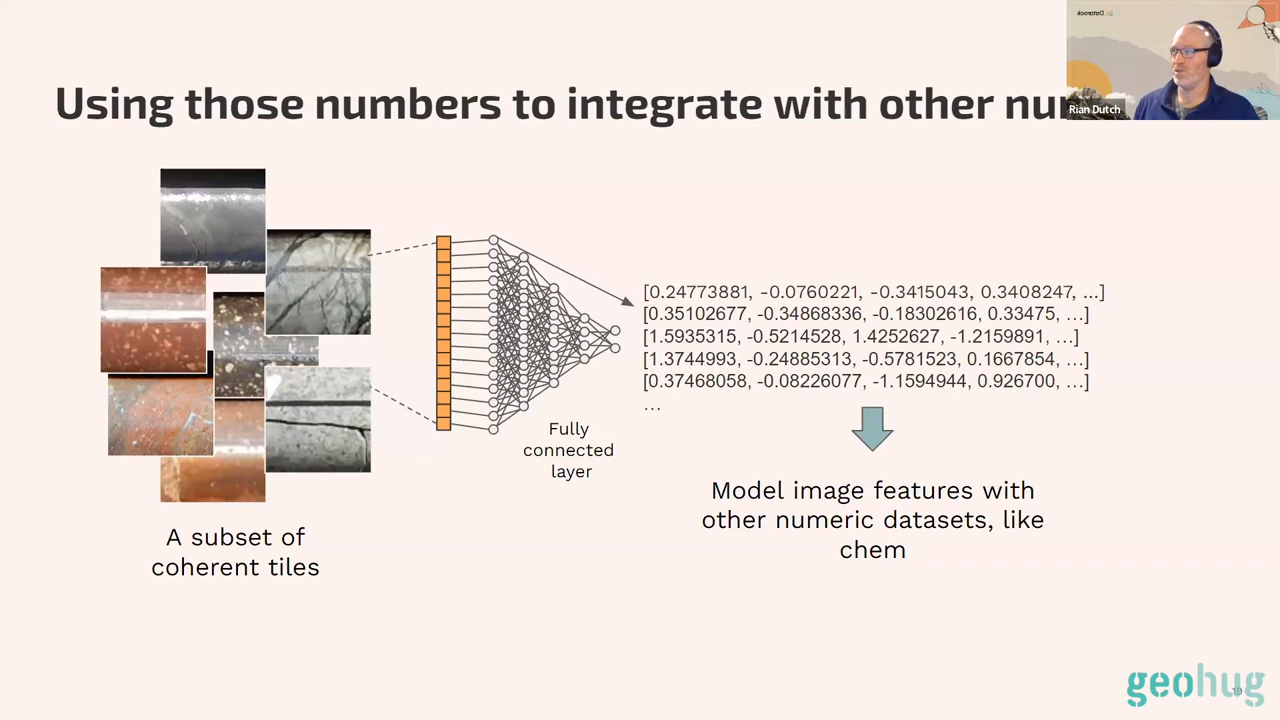 Using those numbers to integrate with other nu
Rian Dutch
[0.24773881, -0.0760221, -0.3415043, 0.3408247, ...]
[0.35102677, -0.34868336, -0.18302616, 0.33475, ...]
[1.5935315, -0.5214528, 1.4252627, -1.2159891, ...]
[1.3744993, -0.24885313, -0.5781523, 0.1667854, ...]
[0.37468058, -0.08226077, -1.1594944, 0.926700, ...]
...
Fully
connected
layer
Model image features with
other numeric datasets, like
chem
A subset of
coherent tiles
geohug
19